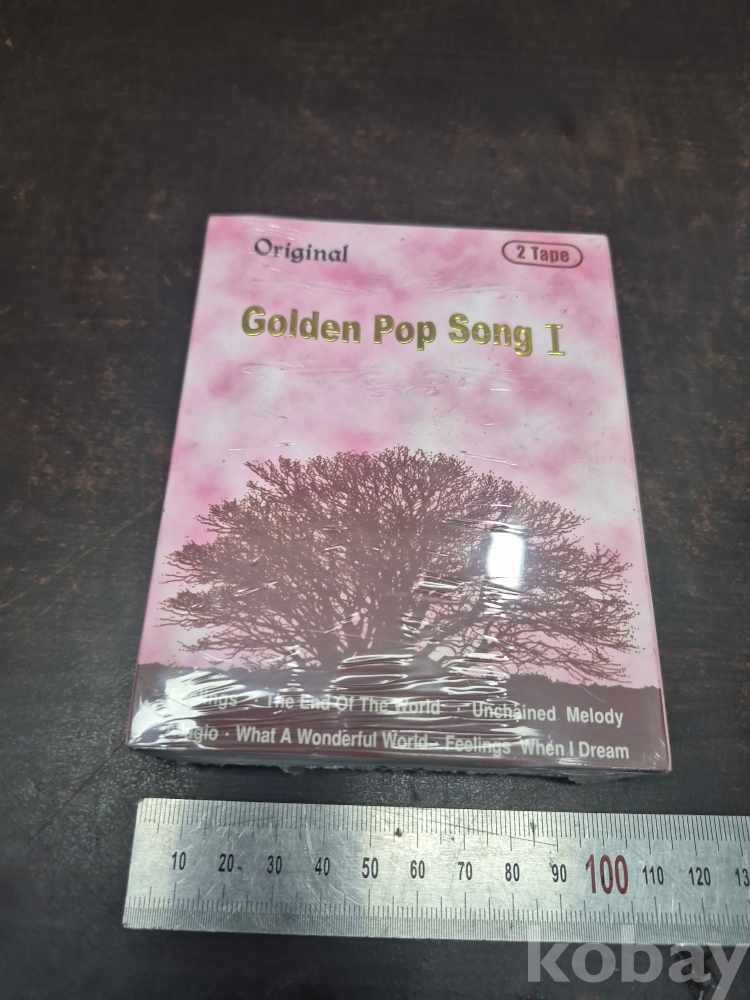 Original
2 Tape
Golden Pop Song I
· The End Of The World · Unchained Melody
· What A Wonderful World · Feelings When I Dream
10 20 30 40 50 60 70 80 90 100 110 120
kobay